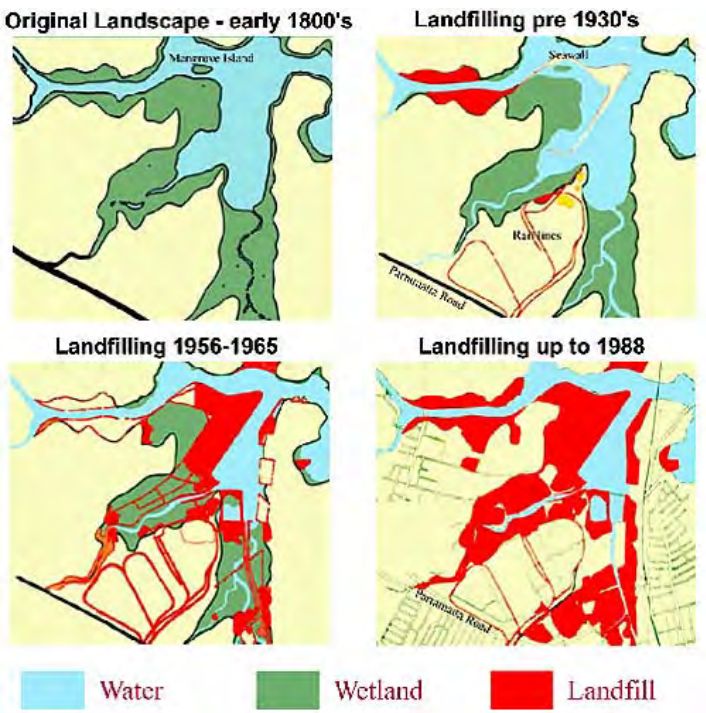 Original Landscape - early 1800's
Landfilling pre 1930's
Mangrove Island
Seawall
Rail lines
Parramatta Road
Landfilling 1956-1965
Landfilling up to 1988
Parramatta Road
Water
Wetland
Landfill